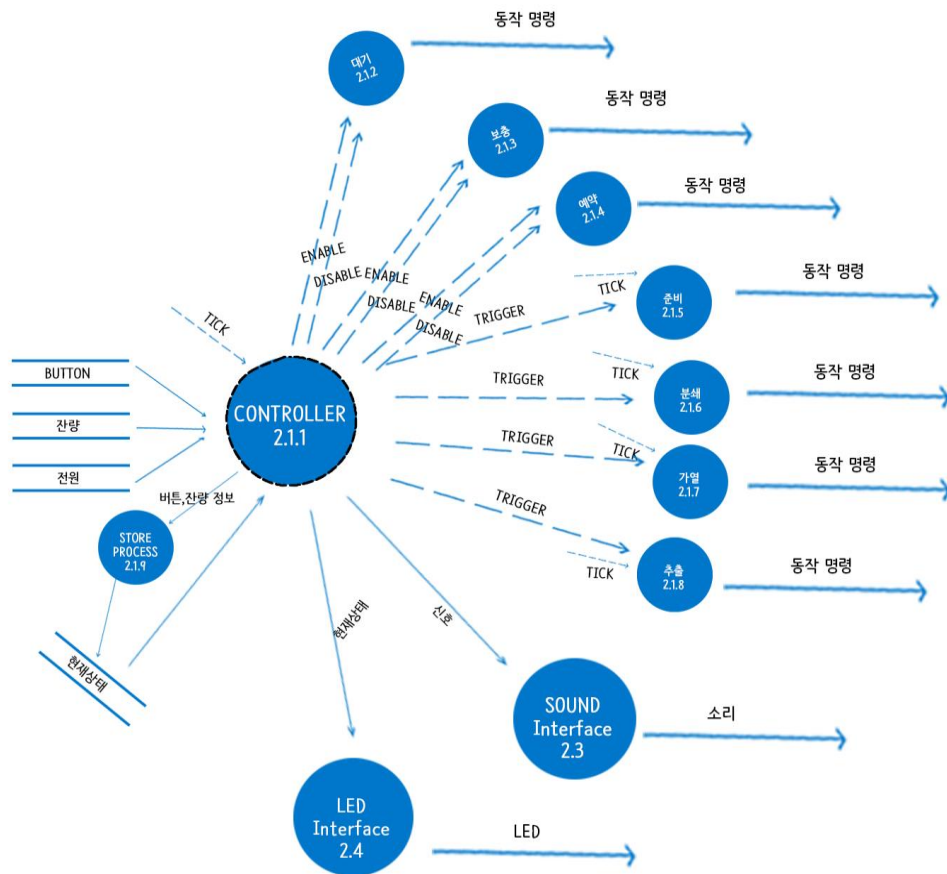 동작 명령
대기
2.1.2
동작 명령
보충
2.1.3
동작 명령
예약
2.1.4
ENABLE
DISABLE
ENABLE
DISABLE
ENABLE
DISABLE
동작 명령
TICK
준비
2.1.5
TRIGGER
TICK
동작 명령
TRIGGER
TICK
분쇄
2.1.6
BUTTON
잔량
전원
CONTROLLER
2.1.1
TRIGGER
TICK
가열
2.1.7
동작 명령
버튼,잔량 정보
TRIGGER
STORE
PROCESS
2.1.9
TICK
추출
2.1.8
동작 명령
현재상태
현재상태
신호
SOUND
Interface
2.3
소리
LED
Interface
2.4
LED